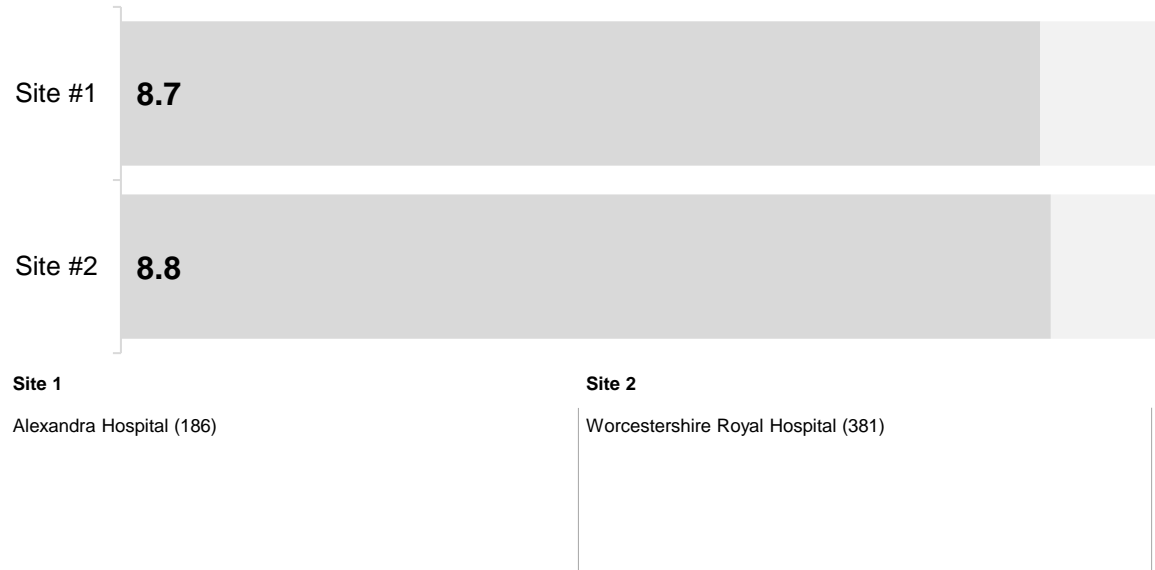 Site #1
8.7
Site #2
8.8
Site 1
Site 2
Alexandra Hospital (186)
Worcestershire Royal Hospital (381)